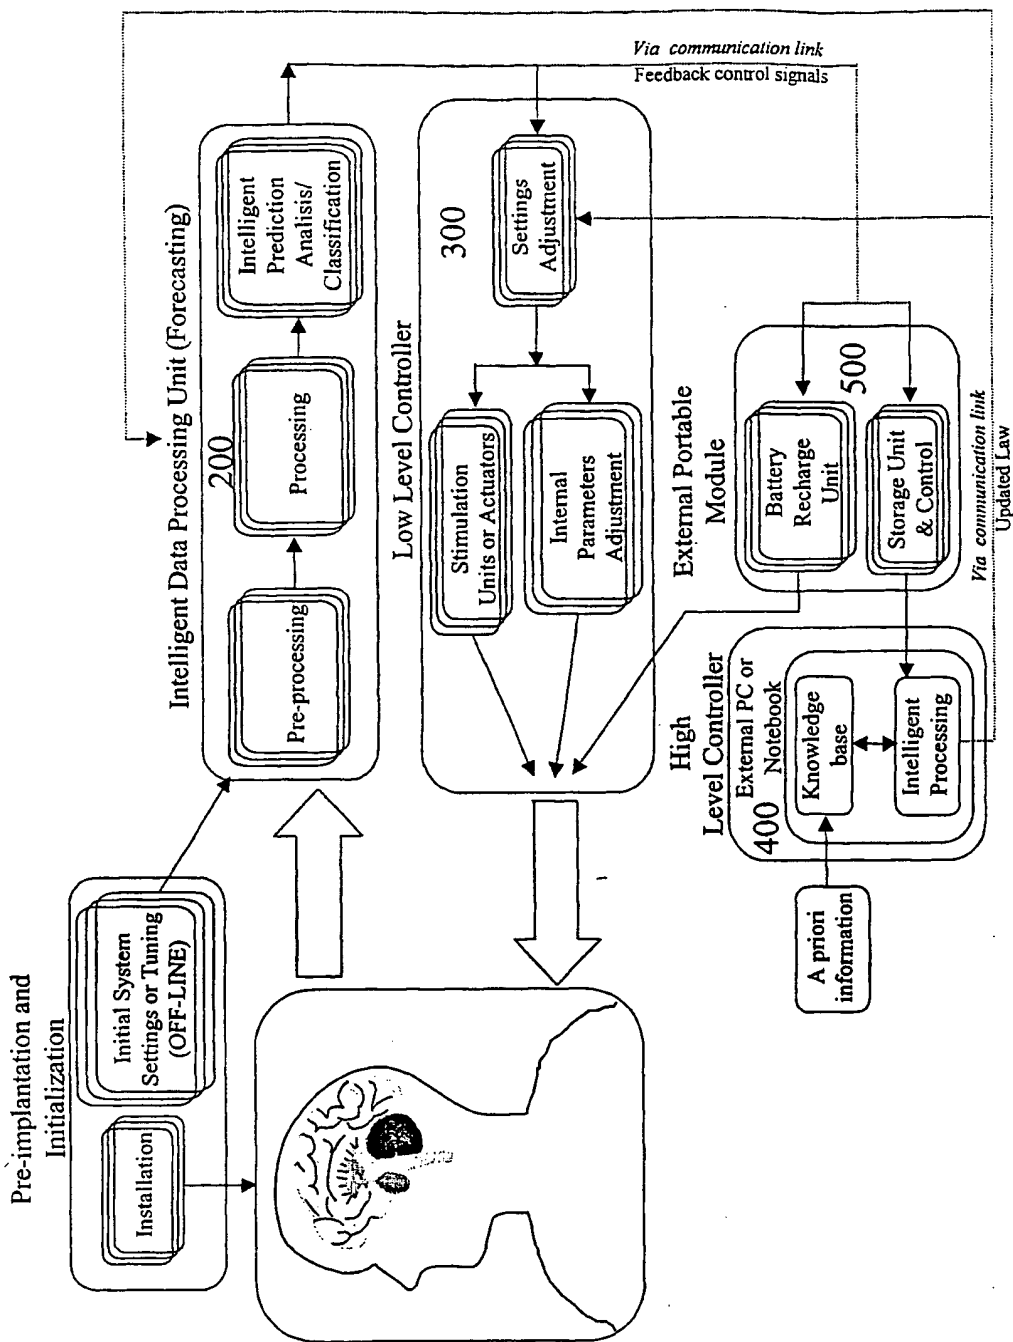 Pre-implantation and
Initialization
Installation
Initial System
Settings or Tuning
(OFF-LINE)
Intelligent Data Processing Unit (Forecasting)
200
Pre-processing
Processing
Intelligent
Prediction
Analisis/
Classification
Via communication link
Feedback control signals
Low Level Controller
300
Stimulation
Units or Actuators
Internal
Parameters
Adjustment
Settings
Adjustment
High
Level Controller
External PC or
Notebook
400
Knowledge
base
Intelligent
Processing
A priori
information
External Portable
Module
500
Battery
Recharge
Unit
Storage Unit
& Control
Via communication link
Updated Law